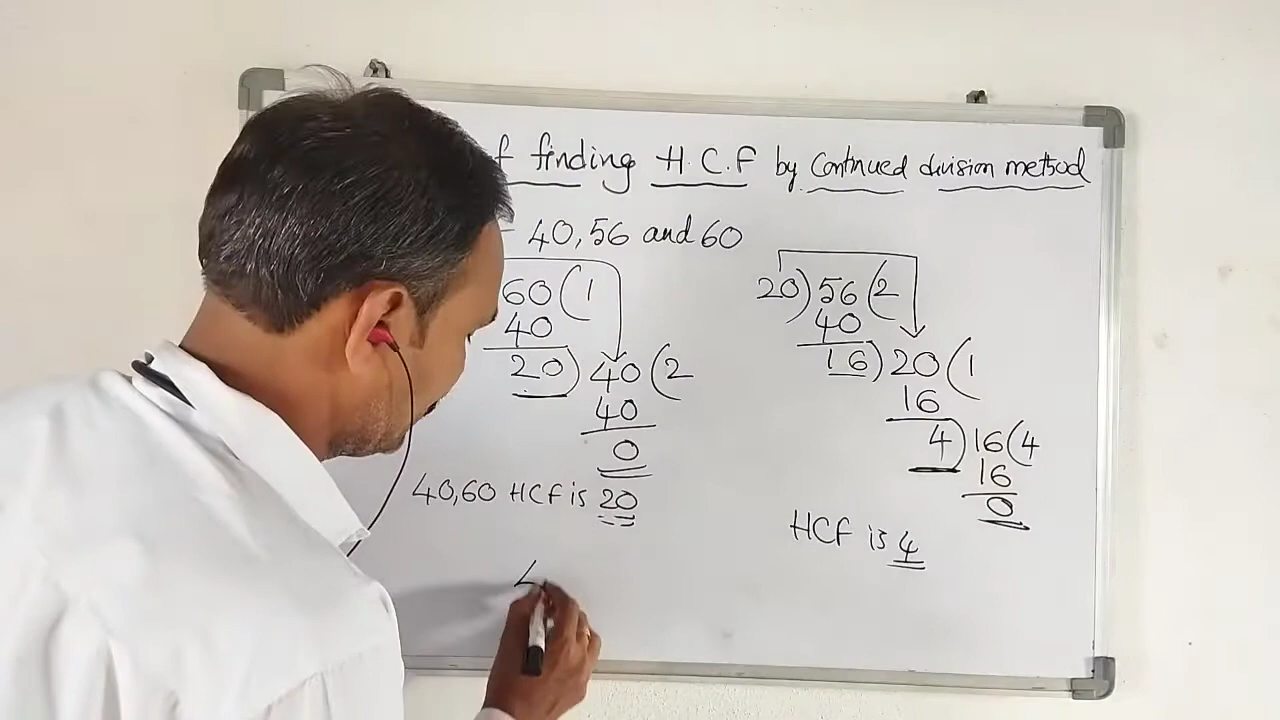 f finding H.C.F by Continued division method
- 40, 56 and 60
60 ( 1
40
20 ) 40 ( 2
40
0
40,60 HCF is 20
20 ) 56 ( 2
40
16 ) 20 ( 1
16
4 ) 16 ( 4
16
0
HCF is 4